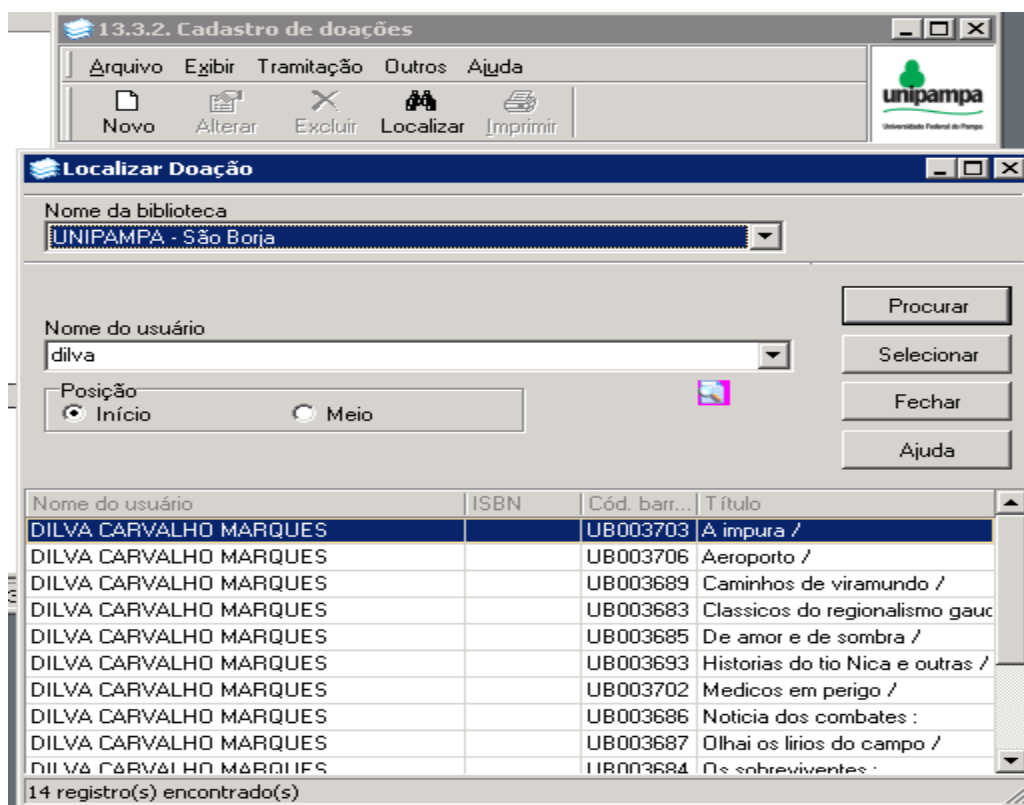 13.3.2. Cadastro de doações
Arquivo Exibir Tramitação Outros Ajuda
Novo Alterar Excluir Localizar Imprimir
unipampa
Universidade Federal do Pampa
Localizar Doação
Nome da biblioteca
UNIPAMPA - São Borja
Procurar
Nome do usuário
dilva
Selecionar
Posição
Início Meio
Fechar
Ajuda
Nome do usuário ISBN Cód. barr... Título
DILVA CARVALHO MARQUES UB003703 A impura /
DILVA CARVALHO MARQUES UB003706 Aeroporto /
DILVA CARVALHO MARQUES UB003689 Caminhos de viramundo /
DILVA CARVALHO MARQUES UB003683 Classicos do regionalismo gauc
DILVA CARVALHO MARQUES UB003685 De amor e de sombra /
DILVA CARVALHO MARQUES UB003693 Historias do tio Nica e outras /
DILVA CARVALHO MARQUES UB003702 Medicos em perigo /
DILVA CARVALHO MARQUES UB003686 Noticia dos combates :
DILVA CARVALHO MARQUES UB003687 Olhai os lirios do campo /
DILVA CARVALHO MARQUES UB003684 Os sobreviventes :
14 registro(s) encontrado(s)